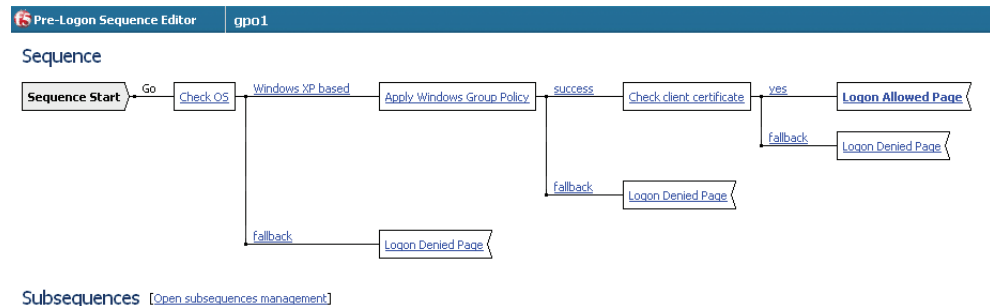 f5 Pre-Logon Sequence Editor gpo1
Sequence
Sequence Start Go Check OS Windows XP based Apply Windows Group Policy success Check client certificate yes Logon Allowed Page
fallback Logon Denied Page
fallback Logon Denied Page
fallback Logon Denied Page
Subsequences [Open subsequences management]